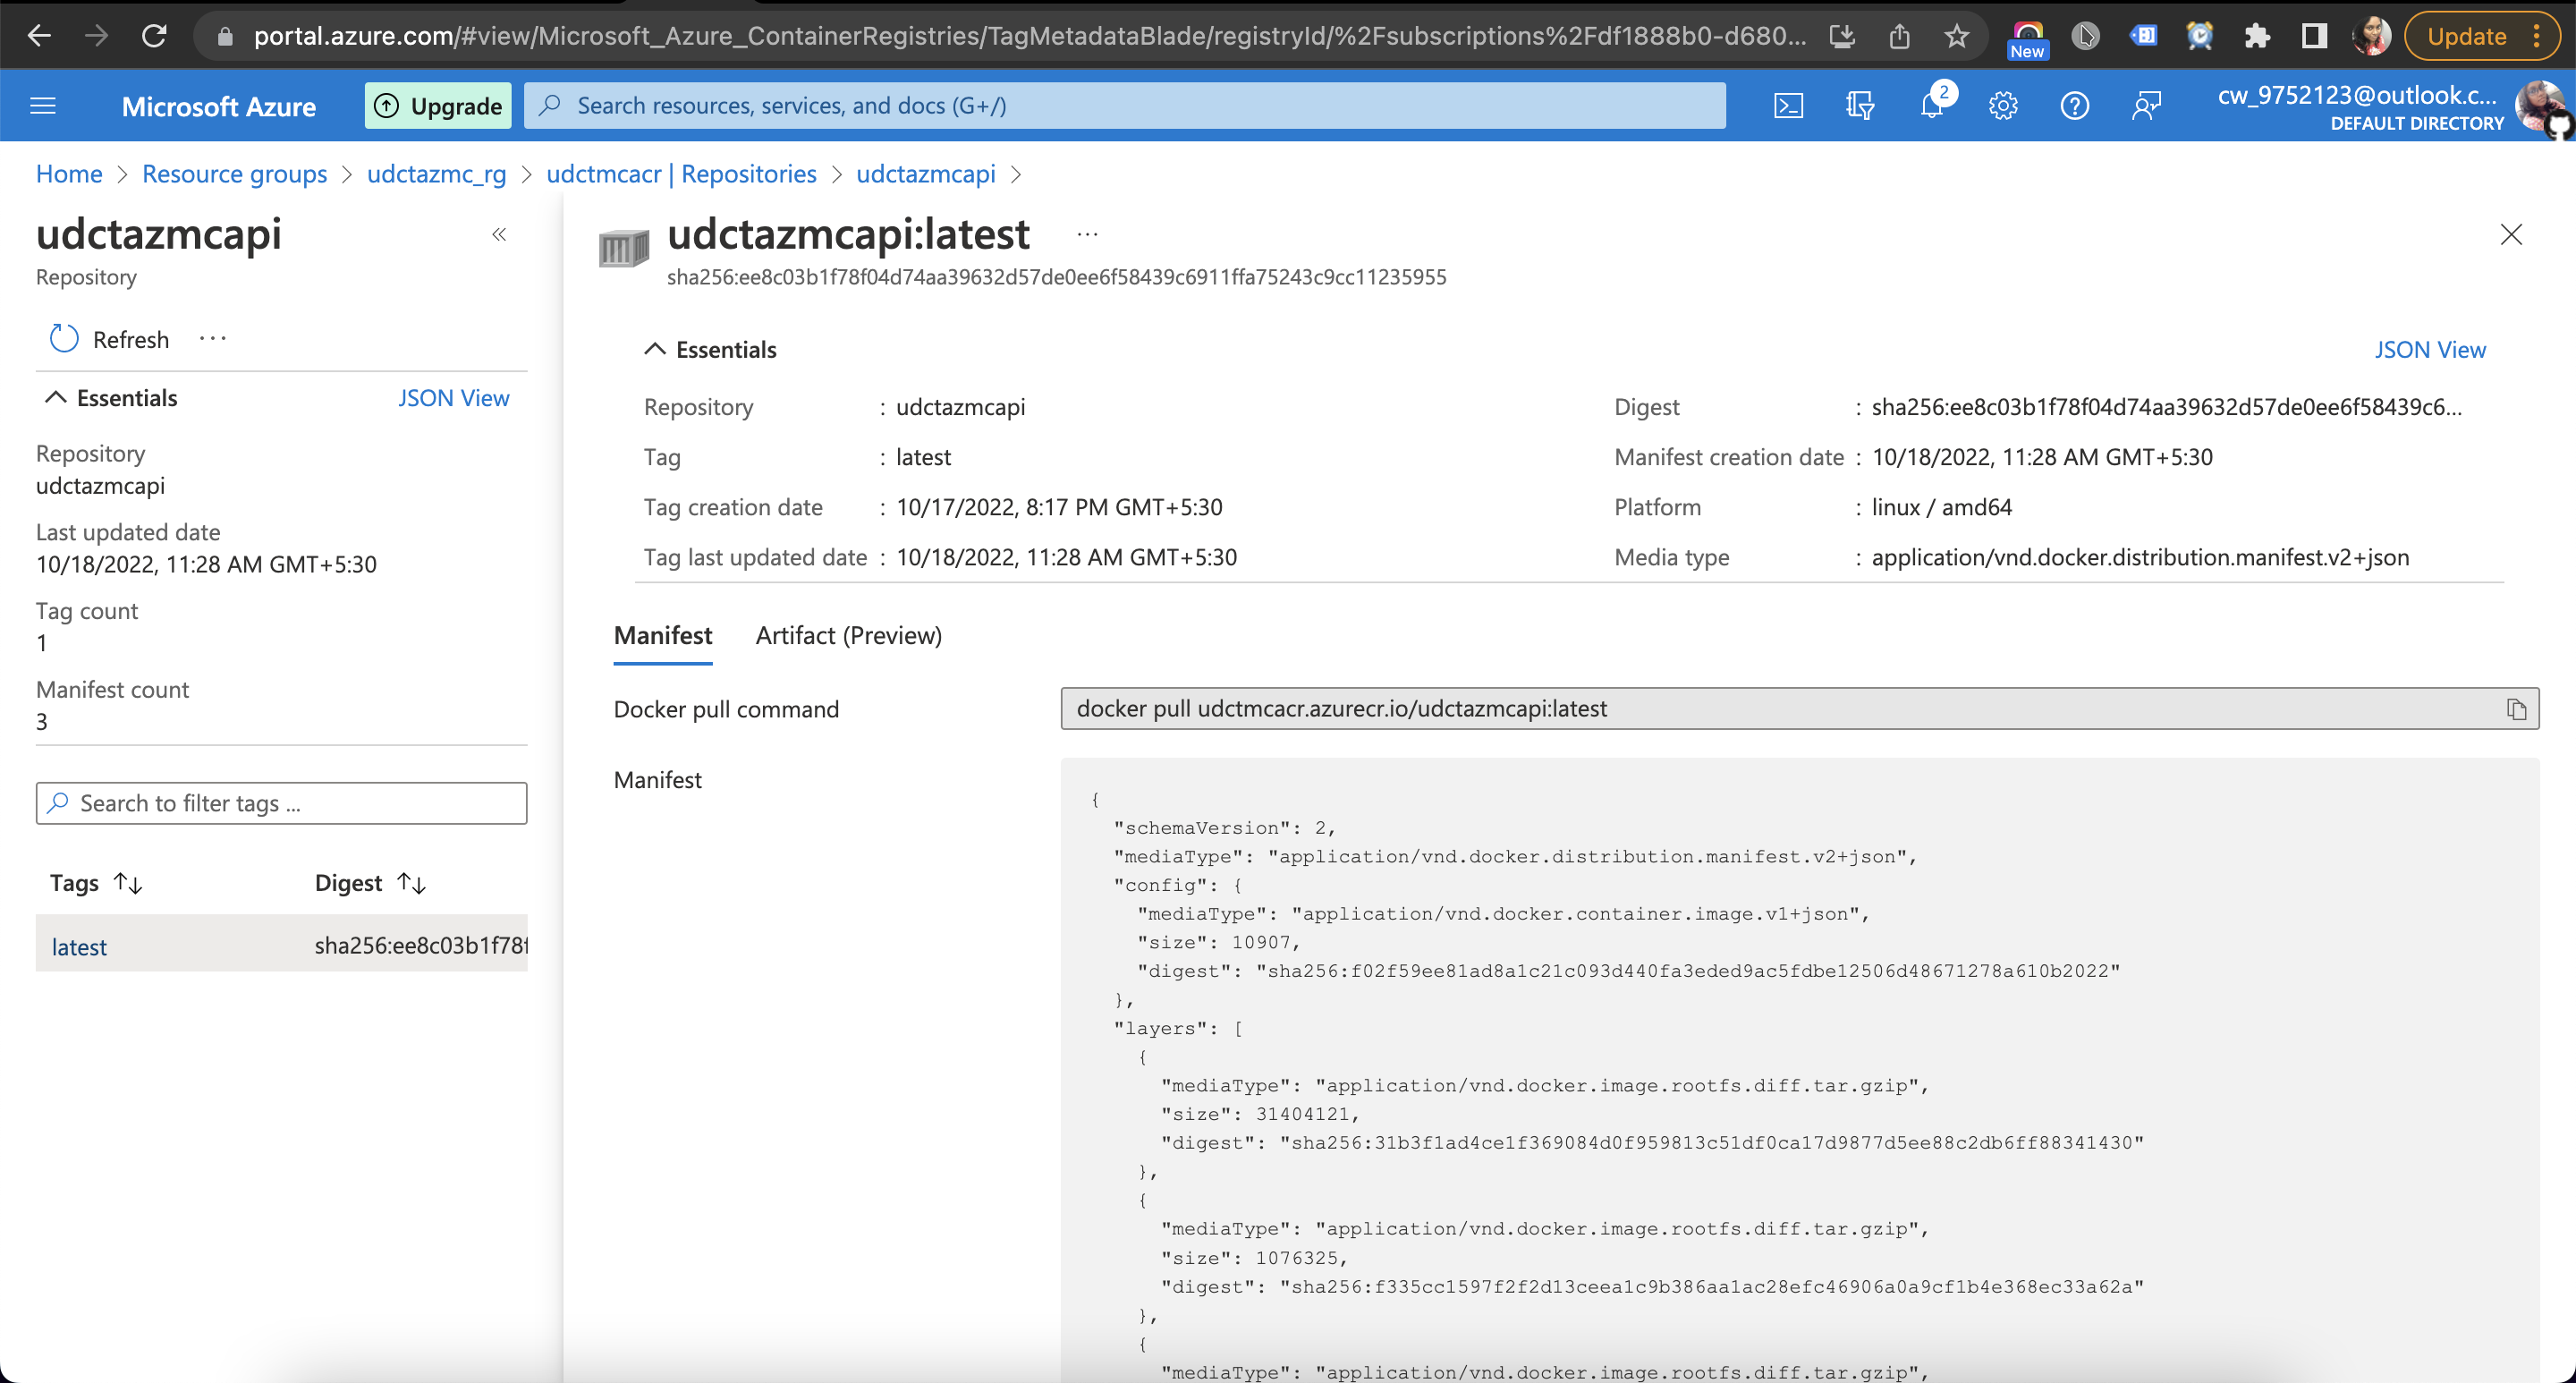 portal.azure.com/#view/Microsoft_Azure_ContainerRegistries/TagMetadataBlade/registryId/%2Fsubscriptions%2Fdf1888b0-d680...
New
Update
Microsoft Azure
Upgrade
Search resources, services, and docs (G+/)
2
cw_9752123@outlook.c...
DEFAULT DIRECTORY
Home > Resource groups > udctazmc_rg > udctmcacr | Repositories > udctazmcapi >
udctazmcapi
Repository
Refresh ...
Essentials JSON View
Repository
udctazmcapi
Last updated date
10/18/2022, 11:28 AM GMT+5:30
Tag count
1
Manifest count
3
Search to filter tags ...
Tags Digest
latest sha256:ee8c03b1f78f
udctazmcapi:latest ...
sha256:ee8c03b1f78f04d74aa39632d57de0ee6f58439c6911ffa75243c9cc11235955
Essentials JSON View
Repository : udctazmcapi
Tag : latest
Tag creation date : 10/17/2022, 8:17 PM GMT+5:30
Tag last updated date : 10/18/2022, 11:28 AM GMT+5:30
Digest : sha256:ee8c03b1f78f04d74aa39632d57de0ee6f58439c6...
Manifest creation date : 10/18/2022, 11:28 AM GMT+5:30
Platform : linux / amd64
Media type : application/vnd.docker.distribution.manifest.v2+json
Manifest Artifact (Preview)
Docker pull command docker pull udctmcacr.azurecr.io/udctazmcapi:latest
Manifest
{
"schemaVersion": 2,
"mediaType": "application/vnd.docker.distribution.manifest.v2+json",
"config": {
"mediaType": "application/vnd.docker.container.image.v1+json",
"size": 10907,
"digest": "sha256:f02f59ee81ad8a1c21c093d440fa3eded9ac5fdbe12506d48671278a610b2022"
},
"layers": [
{
"mediaType": "application/vnd.docker.image.rootfs.diff.tar.gzip",
"size": 31404121,
"digest": "sha256:31b3f1ad4ce1f369084d0f959813c51df0ca17d9877d5ee88c2db6ff88341430"
},
{
"mediaType": "application/vnd.docker.image.rootfs.diff.tar.gzip",
"size": 1076325,
"digest": "sha256:f335cc1597f2f2d13ceea1c9b386aa1ac28efc46906a0a9cf1b4e368ec33a62a"
},
{
"mediaType": "application/vnd.docker.image.rootfs.diff.tar.gzip",